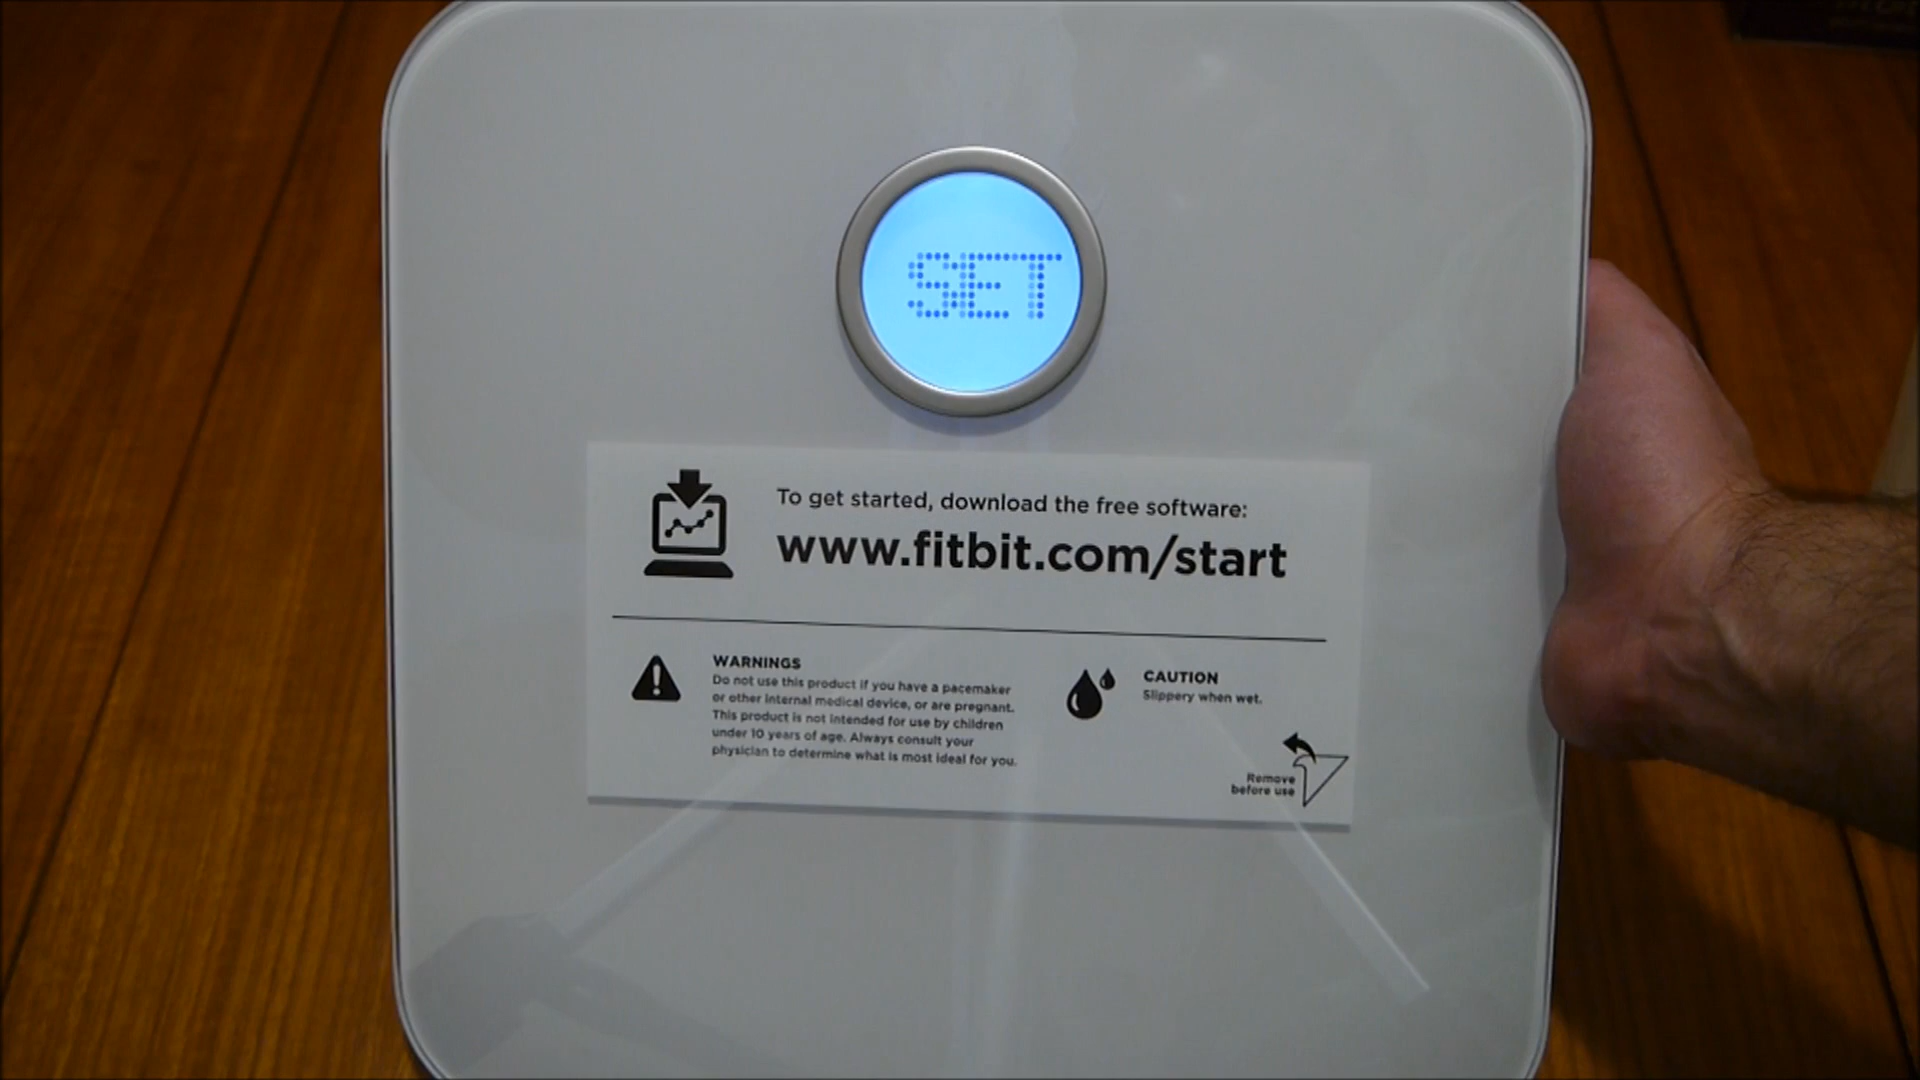 SET
To get started, download the free software:
www.fitbit.com/start
WARNINGS
Do not use this product if you have a pacemaker
or other internal medical device, or are pregnant.
This product is not intended for use by children
under 10 years of age. Always consult your
physician to determine what is most ideal for you.
CAUTION
Slippery when wet.
Remove
before use